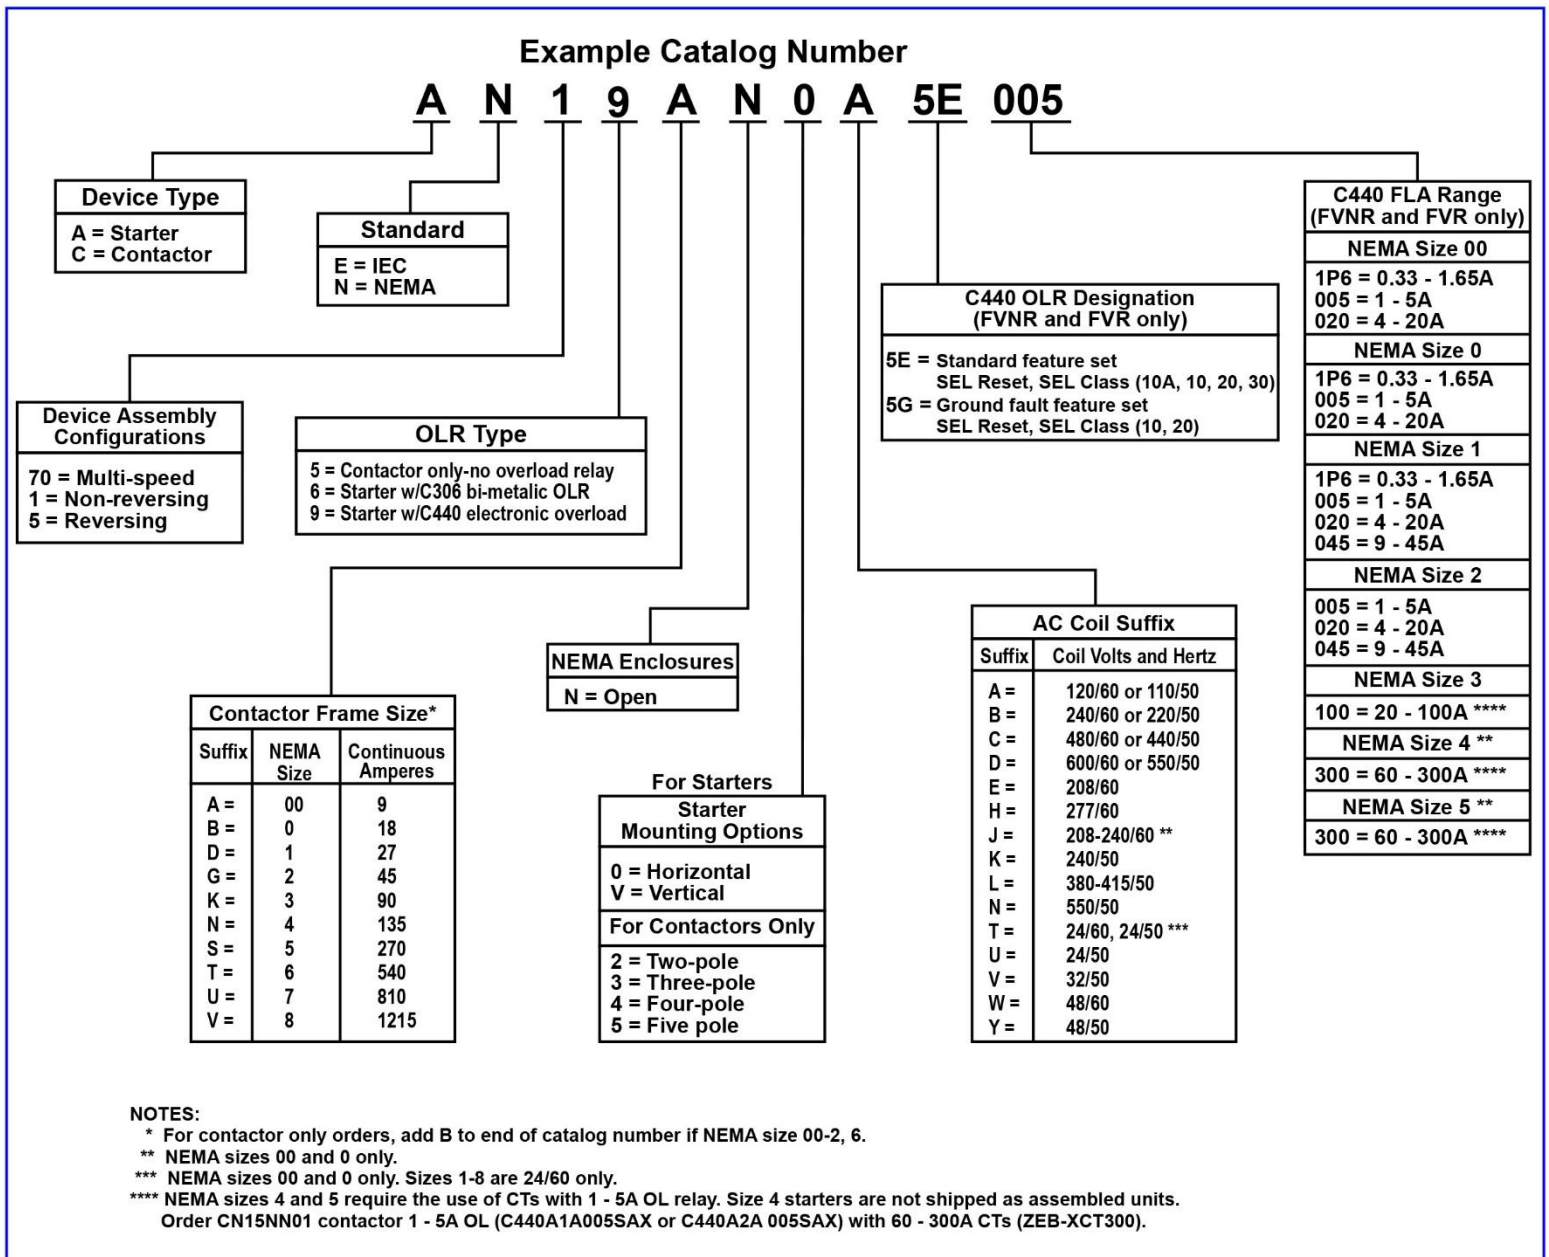 Example Catalog Number
A N 1 9 A N 0 A 5E 005
Device Type
A = Starter
C = Contactor
Standard
E = IEC
N = NEMA
Device Assembly
Configurations
70 = Multi-speed
1 = Non-reversing
5 = Reversing
OLR Type
5 = Contactor only-no overload relay
6 = Starter w/C306 bi-metalic OLR
9 = Starter w/C440 electronic overload
Contactor Frame Size*
Suffix NEMA Size Continuous Amperes
A = 00 9
B = 0 18
D = 1 27
G = 2 45
K = 3 90
N = 4 135
S = 5 270
T = 6 540
U = 7 810
V = 8 1215
NEMA Enclosures
N = Open
For Starters
Starter
Mounting Options
0 = Horizontal
V = Vertical
For Contactors Only
2 = Two-pole
3 = Three-pole
4 = Four-pole
5 = Five pole
AC Coil Suffix
Suffix Coil Volts and Hertz
A = 120/60 or 110/50
B = 240/60 or 220/50
C = 480/60 or 440/50
D = 600/60 or 550/50
E = 208/60
H = 277/60
J = 208-240/60 **
K = 240/50
L = 380-415/50
N = 550/50
T = 24/60, 24/50 ***
U = 24/50
V = 32/50
W = 48/60
Y = 48/50
C440 OLR Designation
(FVNR and FVR only)
5E = Standard feature set
SEL Reset, SEL Class (10A, 10, 20, 30)
5G = Ground fault feature set
SEL Reset, SEL Class (10, 20)
C440 FLA Range
(FVNR and FVR only)
NEMA Size 00
1P6 = 0.33 - 1.65A
005 = 1 - 5A
020 = 4 - 20A
NEMA Size 0
1P6 = 0.33 - 1.65A
005 = 1 - 5A
020 = 4 - 20A
NEMA Size 1
1P6 = 0.33 - 1.65A
005 = 1 - 5A
020 = 4 - 20A
045 = 9 - 45A
NEMA Size 2
005 = 1 - 5A
020 = 4 - 20A
045 = 9 - 45A
NEMA Size 3
100 = 20 - 100A ****
NEMA Size 4 **
300 = 60 - 300A ****
NEMA Size 5 **
300 = 60 - 300A ****
NOTES:
* For contactor only orders, add B to end of catalog number if NEMA size 00-2, 6.
** NEMA sizes 00 and 0 only.
*** NEMA sizes 00 and 0 only. Sizes 1-8 are 24/60 only.
**** NEMA sizes 4 and 5 require the use of CTs with 1 - 5A OL relay. Size 4 starters are not shipped as assembled units.
Order CN15NN01 contactor 1 - 5A OL (C440A1A005SAX or C440A2A 005SAX) with 60 - 300A CTs (ZEB-XCT300).